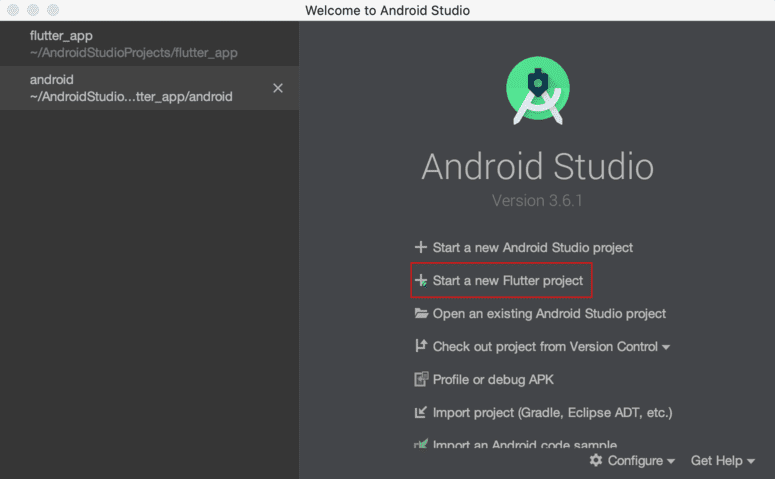 Welcome to Android Studio
flutter_app
~/AndroidStudioProjects/flutter_app
android
~/AndroidStudio...tter_app/android
Android Studio
Version 3.6.1
Start a new Android Studio project
Start a new Flutter project
Open an existing Android Studio project
Check out project from Version Control
Profile or debug APK
Import project (Gradle, Eclipse ADT, etc.)
Import an Android code sample
Configure
Get Help